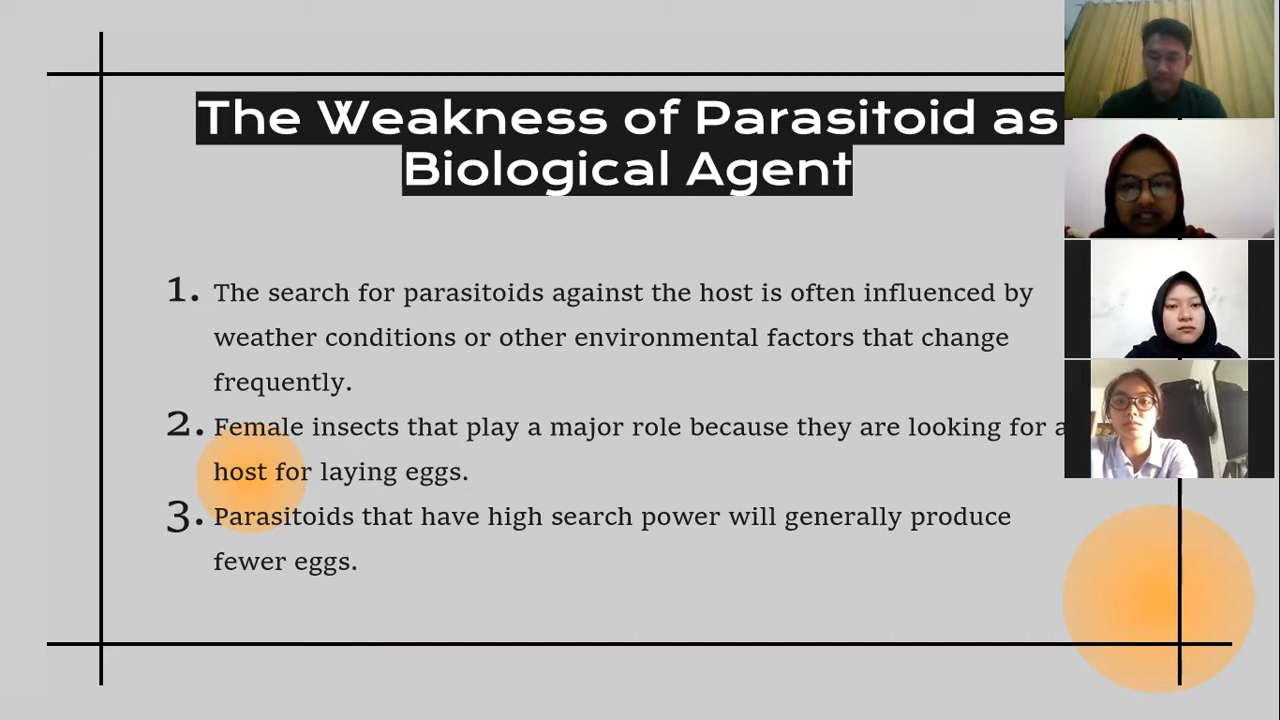 The Weakness of Parasitoid as
Biological Agent
1. The search for parasitoids against the host is often influenced by
weather conditions or other environmental factors that change
frequently.
2. Female insects that play a major role because they are looking for a
host for laying eggs.
3. Parasitoids that have high search power will generally produce
fewer eggs.